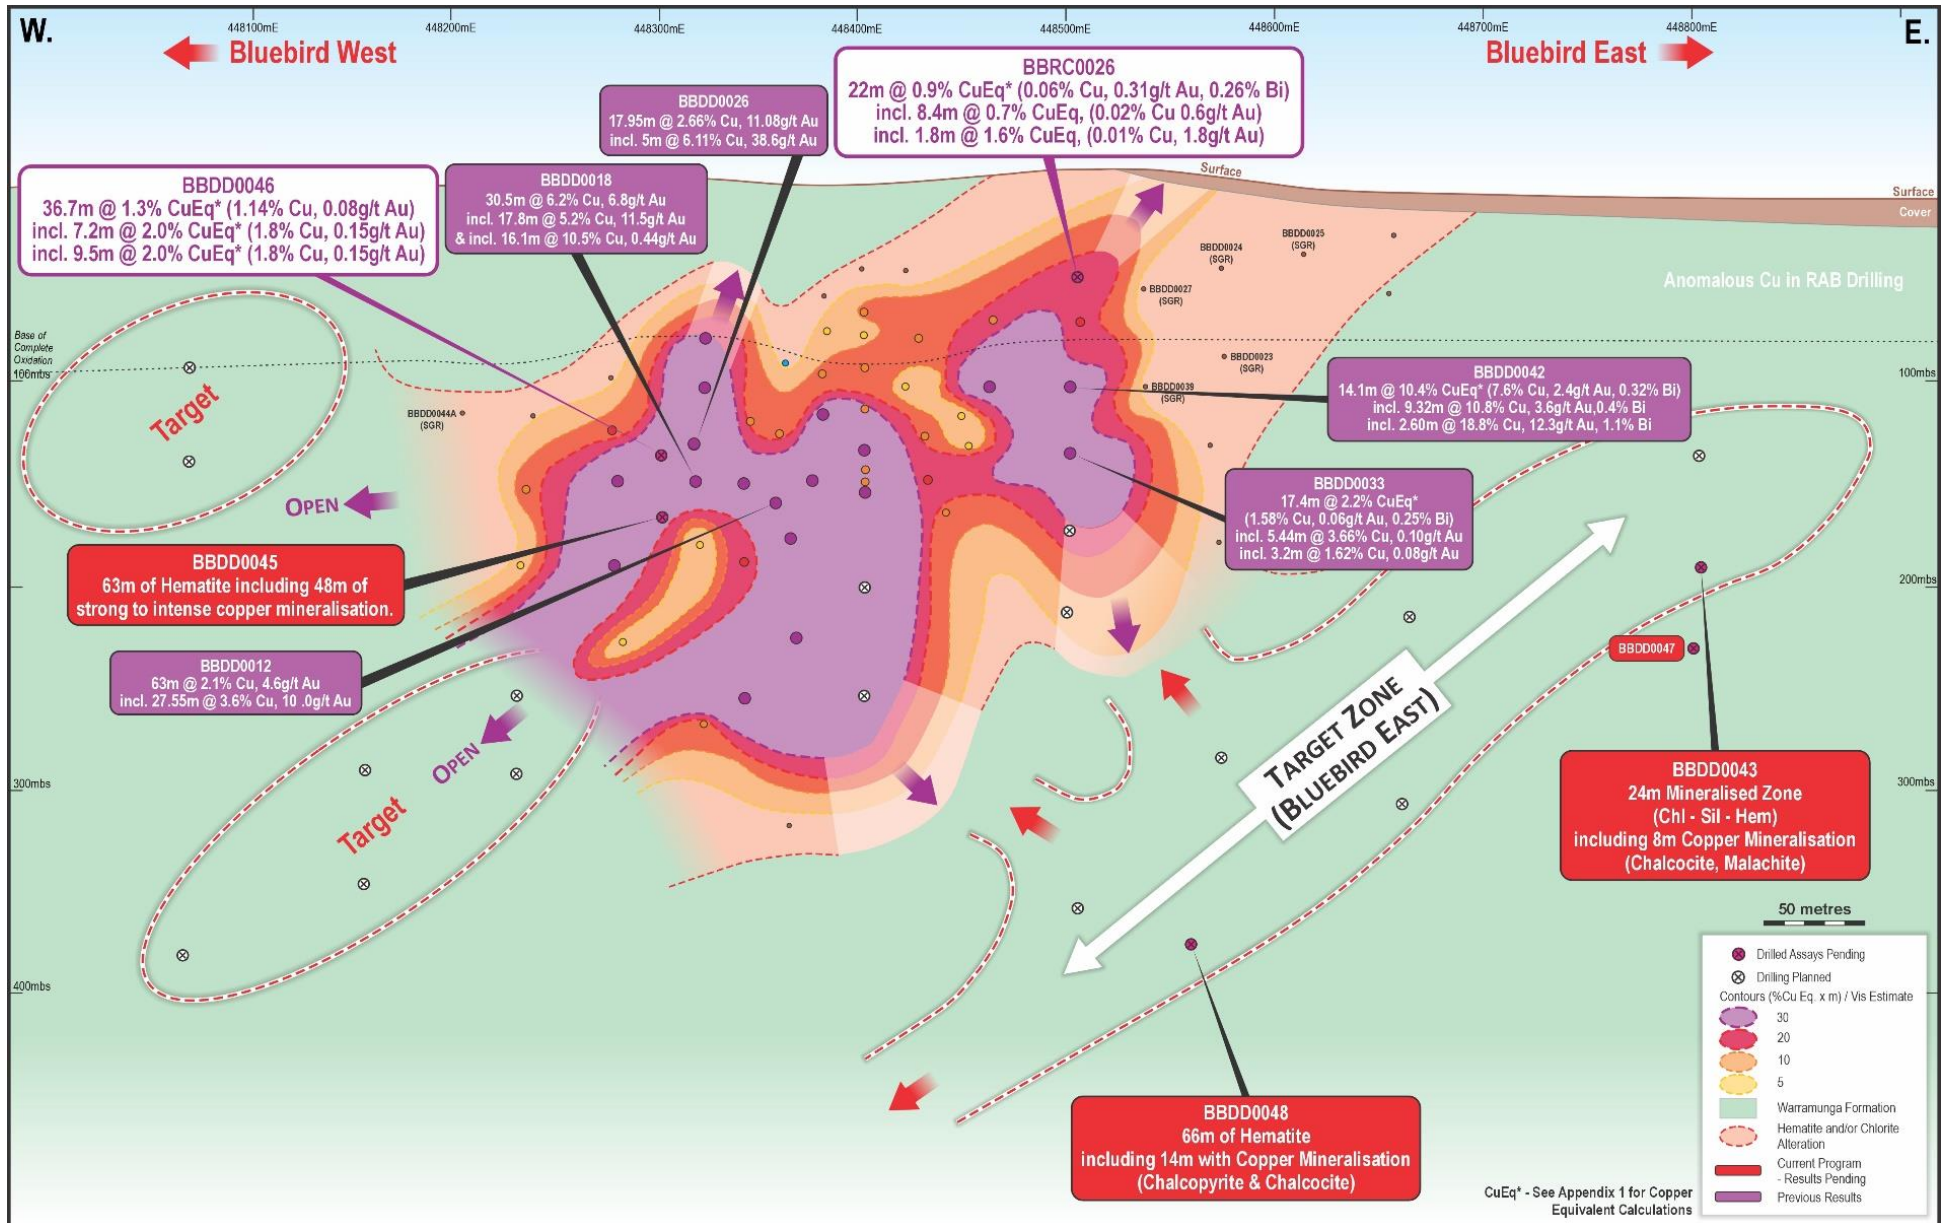 W.
448100mE
448200mE
448300mE
448400mE
448500mE
448600mE
448700mE
448800mE
E.
Bluebird West
Bluebird East
BBRC0026
22m @ 0.9% CuEq* (0.06% Cu, 0.31g/t Au, 0.26% Bi)
incl. 8.4m @ 0.7% CuEq, (0.02% Cu 0.6g/t Au)
incl. 1.8m @ 1.6% CuEq, (0.01% Cu, 1.8g/t Au)
BBDD0026
17.95m @ 2.66% Cu, 11.08g/t Au
incl. 5m @ 6.11% Cu, 38.6g/t Au
BBDD0018
30.5m @ 6.2% Cu, 6.8g/t Au
incl. 17.8m @ 5.2% Cu, 11.5g/t Au
& incl. 16.1m @ 10.5% Cu, 0.44g/t Au
BBDD0046
36.7m @ 1.3% CuEq* (1.14% Cu, 0.08g/t Au)
incl. 7.2m @ 2.0% CuEq* (1.8% Cu, 0.15g/t Au)
incl. 9.5m @ 2.0% CuEq* (1.8% Cu, 0.15g/t Au)
Surface
Surface
Cover
BBDD0024
(SGR)
BBDD0025
(SGR)
BBDD0027
(SGR)
Anomalous Cu in RAB Drilling
Base of
Complete
Oxidation
100mbs
100mbs
BBDD0023
(SGR)
BBDD0039
(SGR)
BBDD0044A
(SGR)
Target
BBDD0042
14.1m @ 10.4% CuEq* (7.6% Cu, 2.4g/t Au, 0.32% Bi)
incl. 9.32m @ 10.8% Cu, 3.6g/t Au,0.4% Bi
incl. 2.60m @ 18.8% Cu, 12.3g/t Au, 1.1% Bi
OPEN
BBDD0033
17.4m @ 2.2% CuEq*
(1.58% Cu, 0.06g/t Au, 0.25% Bi)
incl. 5.44m @ 3.66% Cu, 0.10g/t Au
incl. 3.2m @ 1.62% Cu, 0.08g/t Au
BBDD0045
63m of Hematite including 48m of
strong to intense copper mineralisation.
200mbs
BBDD0047
BBDD0012
63m @ 2.1% Cu, 4.6g/t Au
incl. 27.55m @ 3.6% Cu, 10 .0g/t Au
OPEN
TARGET ZONE
(BLUEBIRD EAST)
300mbs
300mbs
Target
BBDD0043
24m Mineralised Zone
(Chl - Sil - Hem)
including 8m Copper Mineralisation
(Chalcocite, Malachite)
50 metres
400mbs
Drilled Assays Pending
Drilling Planned
Contours (%Cu Eq. x m) / Vis Estimate
30
20
10
5
Warramunga Formation
Hematite and/or Chlorite
Alteration
Current Program
- Results Pending
Previous Results
BBDD0048
66m of Hematite
including 14m with Copper Mineralisation
(Chalcopyrite & Chalcocite)
CuEq* - See Appendix 1 for Copper
Equivalent Calculations